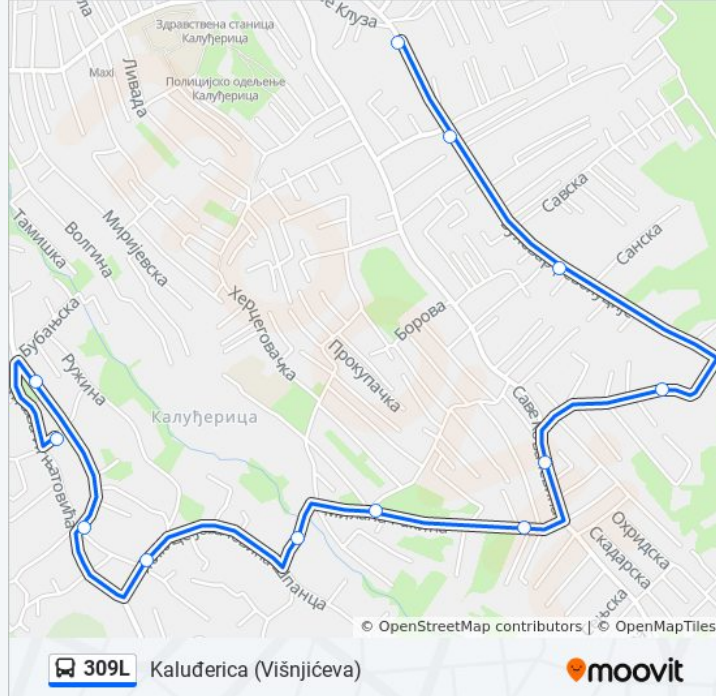 Клуза
Здравствена станица
Калуђерица
Maxi
Полицијско одељење
Калуђерица
Ливада
Савска
Санска
Тамишка
Волгина
Миријевска
Херцеговачка
Борова
Прокупачка
Бубањска
Ружина
Калуђерица
Саве
Охридска
Скадарска
© OpenStreetMap contributors | © OpenMapTiles
309L Kaluđerica (Višnjićeva)
moovit